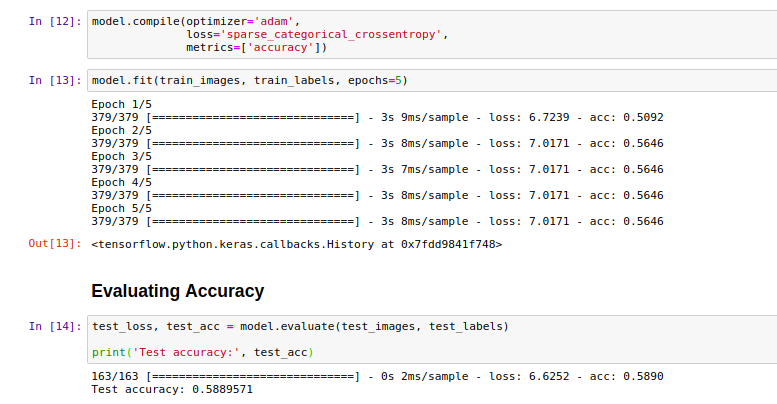 In [12]: model.compile(optimizer='adam',
              loss='sparse_categorical_crossentropy',
              metrics=['accuracy'])
In [13]: model.fit(train_images, train_labels, epochs=5)
Epoch 1/5
379/379 [==============================] - 3s 9ms/sample - loss: 6.7239 - acc: 0.5092
Epoch 2/5
379/379 [==============================] - 3s 8ms/sample - loss: 7.0171 - acc: 0.5646
Epoch 3/5
379/379 [==============================] - 3s 7ms/sample - loss: 7.0171 - acc: 0.5646
Epoch 4/5
379/379 [==============================] - 3s 8ms/sample - loss: 7.0171 - acc: 0.5646
Epoch 5/5
379/379 [==============================] - 3s 8ms/sample - loss: 7.0171 - acc: 0.5646
Out[13]: <tensorflow.python.keras.callbacks.History at 0x7fdd9841f748>
Evaluating Accuracy
In [14]: test_loss, test_acc = model.evaluate(test_images, test_labels)
print('Test accuracy:', test_acc)
163/163 [==============================] - 0s 2ms/sample - loss: 6.6252 - acc: 0.5890
Test accuracy: 0.5889571